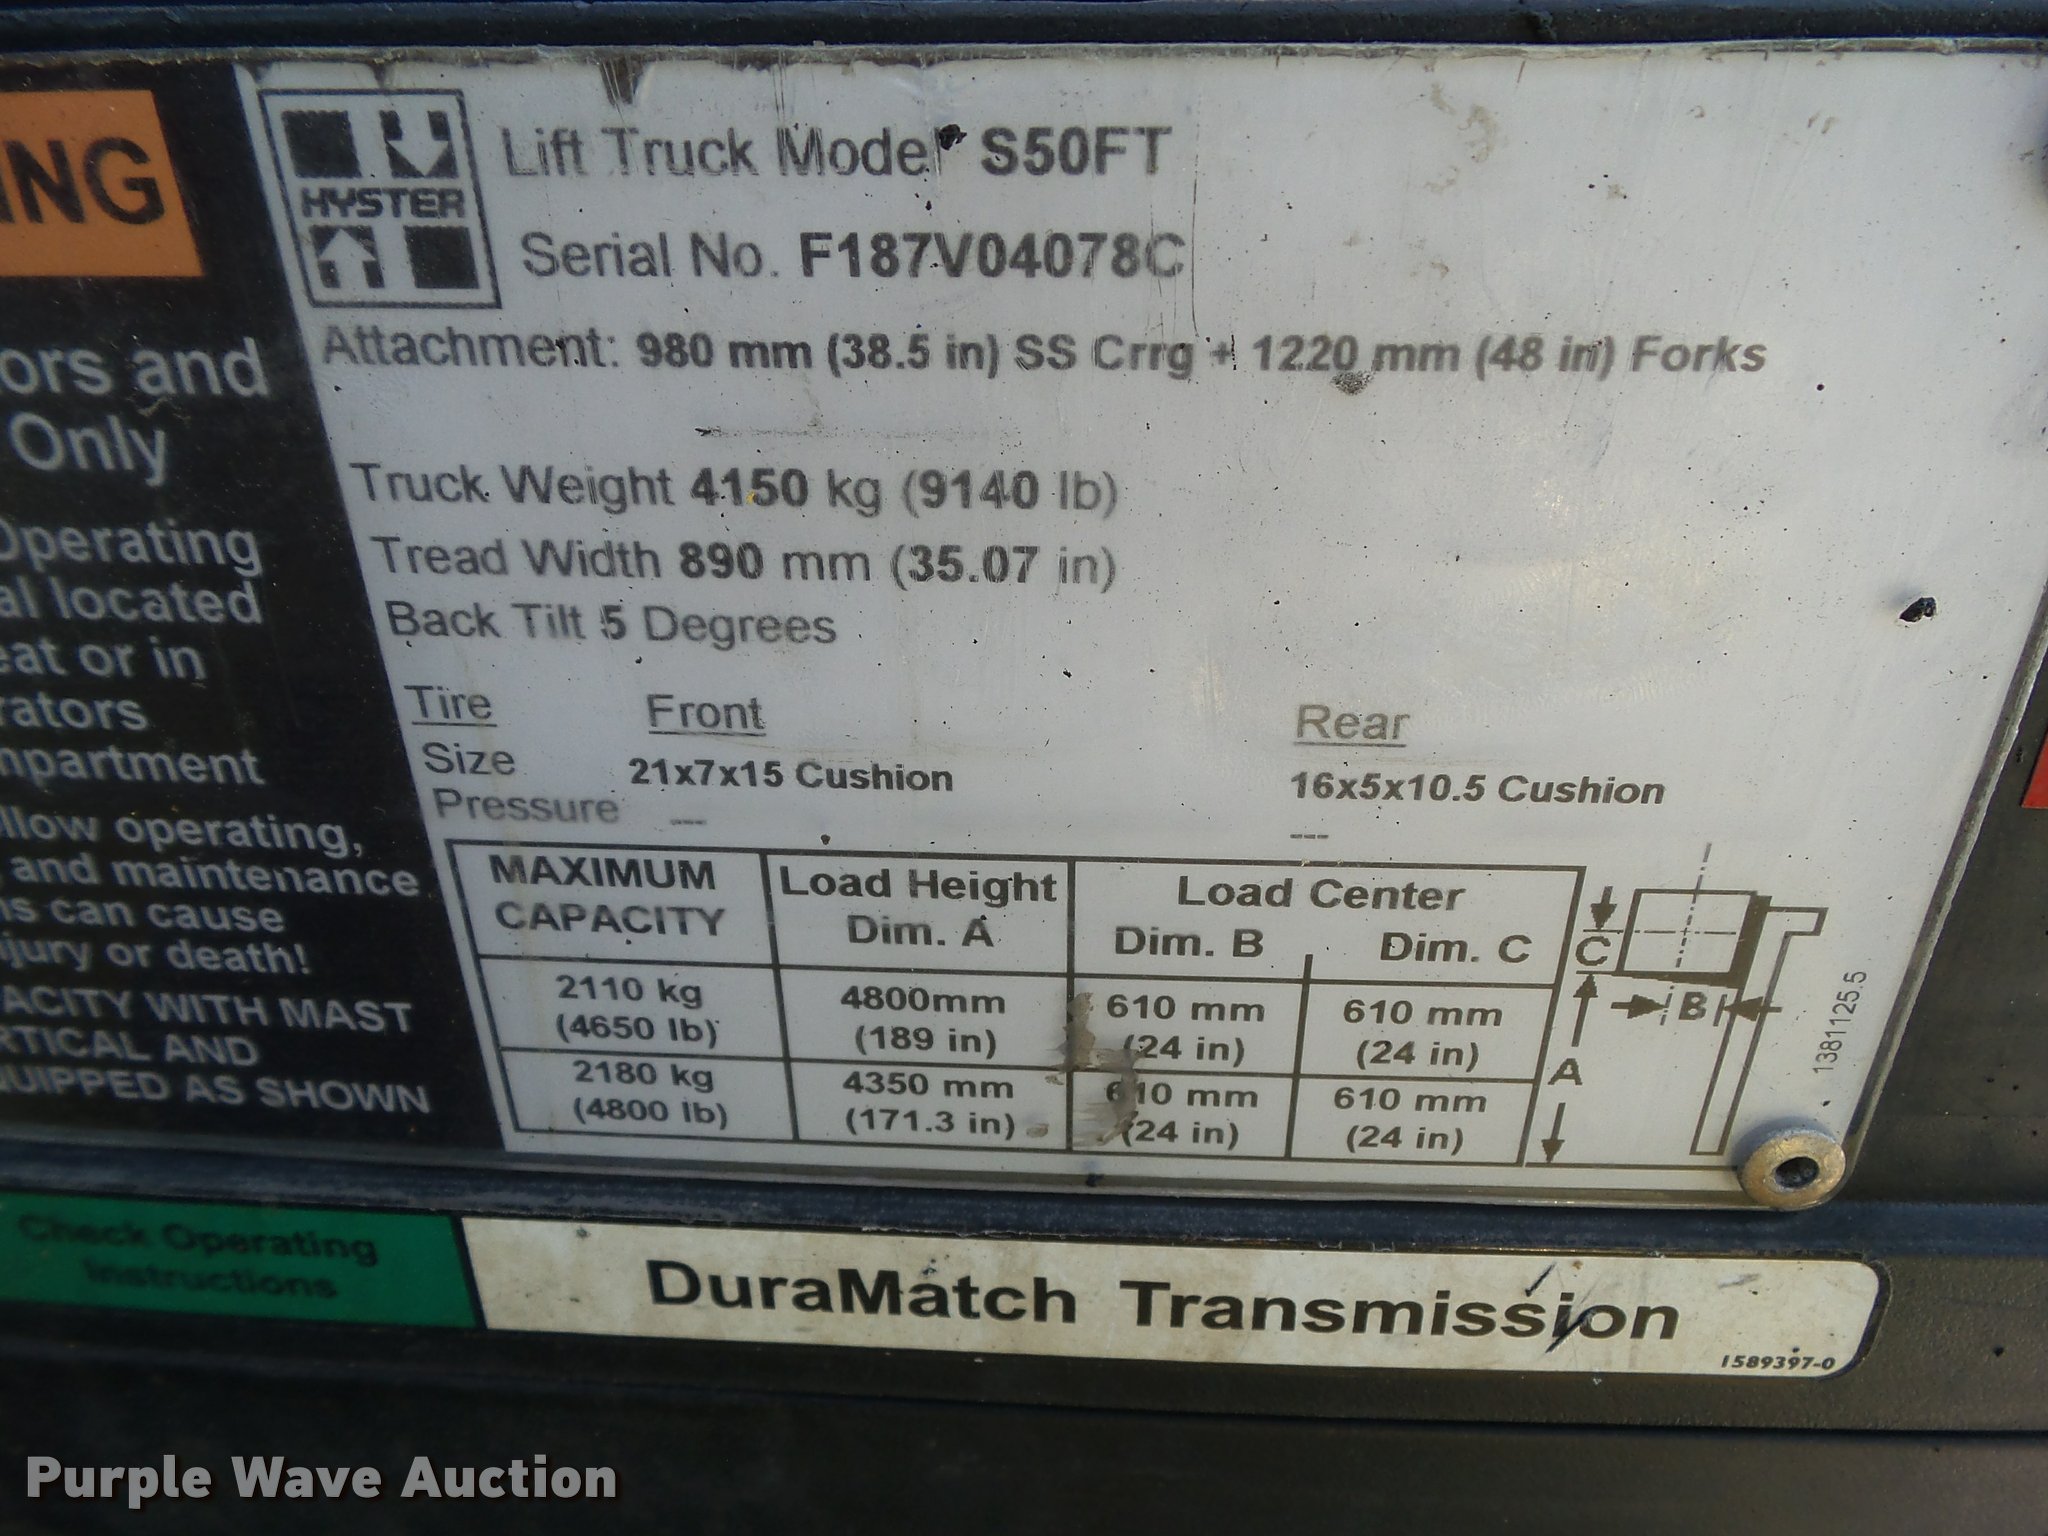 ING
ors and
Only
Operating
al located
eat or in
rators
mpartment
llow operating,
and maintenance
ns can cause
njury or death!
ACITY WITH MAST
RTICAL AND
QUIPPED AS SHOWN
HYSTER
Lift Truck Model S50FT
Serial No. F187V04078C
Attachment: 980 mm (38.5 in) SS Crrg + 1220 mm (48 in) Forks
Truck Weight 4150 kg (9140 lb)
Tread Width 890 mm (35.07 in)
Back Tilt 5 Degrees
Tire Front Rear
Size 21x7x15 Cushion 16x5x10.5 Cushion
Pressure --- ---
MAXIMUM CAPACITY
Load Height Dim. A
Load Center
Dim. B Dim. C
2110 kg 4800mm 610 mm 610 mm
(4650 lb) (189 in) (24 in) (24 in)
2180 kg 4350 mm 610 mm 610 mm
(4800 lb) (171.3 in) (24 in) (24 in)
C
B
A
1381125.5
Check Operating
Instructions
DuraMatch Transmission
1589397-0
Purple Wave Auction